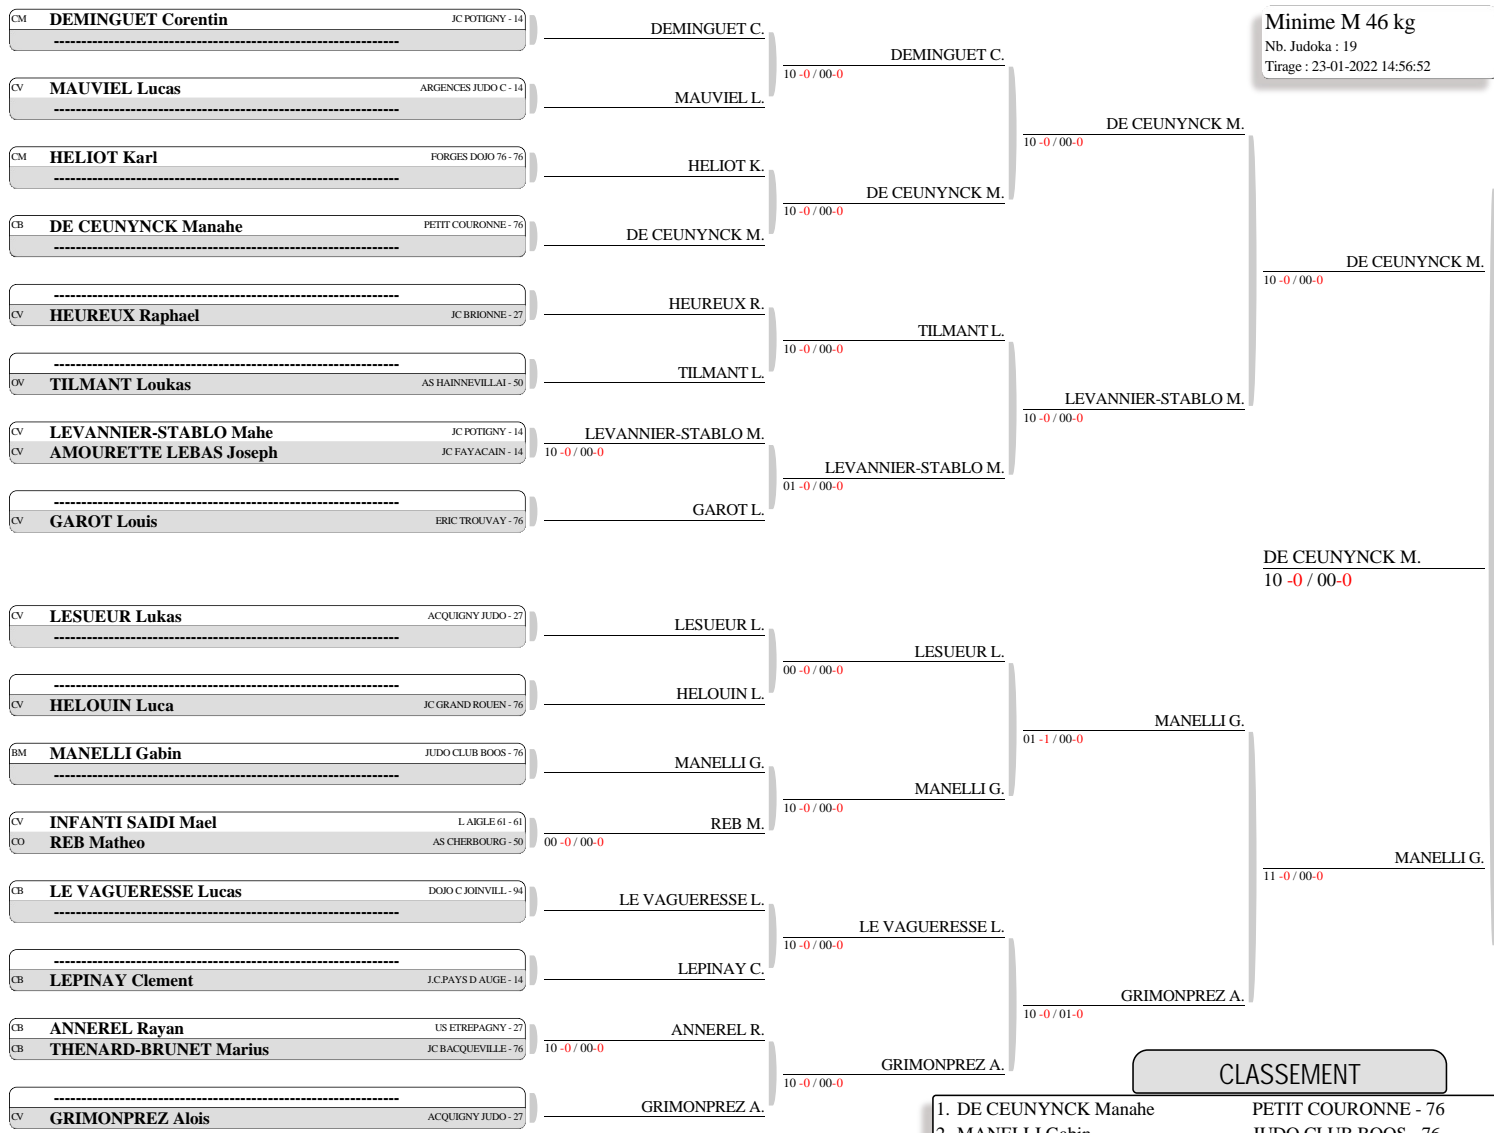 Minime M 46 kg
Nb. Judoka : 19
Tirage : 23-01-2022 14:56:52
CM DEMINGUET Corentin JC POTIGNY - 14
----------------------------------------------------------------
CV MAUVIEL Lucas ARGENCES JUDO C - 14
----------------------------------------------------------------
CM HELIOT Karl FORGES DOJO 76 - 76
----------------------------------------------------------------
CB DE CEUNYNCK Manahe PETIT COURONNE - 76
----------------------------------------------------------------
----------------------------------------------------------------
CV HEUREUX Raphael JC BRIONNE - 27
----------------------------------------------------------------
OV TILMANT Loukas AS HAINNEVILLAI - 50
CV LEVANNIER-STABLO Mahe JC POTIGNY - 14
CV AMOURETTE LEBAS Joseph JC FAYACAIN - 14
----------------------------------------------------------------
CV GAROT Louis ERIC TROUVAY - 76
CV LESUEUR Lukas ACQUIGNY JUDO - 27
----------------------------------------------------------------
----------------------------------------------------------------
CV HELOUIN Luca JC GRAND ROUEN - 76
BM MANELLI Gabin JUDO CLUB BOOS - 76
----------------------------------------------------------------
CV INFANTI SAIDI Mael L AIGLE 61 - 61
CO REB Matheo AS CHERBOURG - 50
CB LE VAGUERESSE Lucas DOJO C JOINVILL - 94
----------------------------------------------------------------
----------------------------------------------------------------
CB LEPINAY Clement J.C.PAYS D AUGE - 14
CB ANNEREL Rayan US ETREPAGNY - 27
CB THENARD-BRUNET Marius JC BACQUEVILLE - 76
----------------------------------------------------------------
CV GRIMONPREZ Alois ACQUIGNY JUDO - 27
DEMINGUET C.
MAUVIEL L.
HELIOT K.
DE CEUNYNCK M.
HEUREUX R.
TILMANT L.
LEVANNIER-STABLO M.
10 -0 / 00-0
GAROT L.
LESUEUR L.
HELOUIN L.
MANELLI G.
REB M.
00 -0 / 00-0
LE VAGUERESSE L.
LEPINAY C.
ANNEREL R.
10 -0 / 00-0
GRIMONPREZ A.
DEMINGUET C.
10 -0 / 00-0
DE CEUNYNCK M.
10 -0 / 00-0
TILMANT L.
10 -0 / 00-0
LEVANNIER-STABLO M.
01 -0 / 00-0
LESUEUR L.
00 -0 / 00-0
MANELLI G.
10 -0 / 00-0
LE VAGUERESSE L.
10 -0 / 00-0
GRIMONPREZ A.
10 -0 / 00-0
DE CEUNYNCK M.
10 -0 / 00-0
LEVANNIER-STABLO M.
10 -0 / 00-0
MANELLI G.
01 -1 / 00-0
GRIMONPREZ A.
10 -0 / 01-0
DE CEUNYNCK M.
10 -0 / 00-0
MANELLI G.
11 -0 / 00-0
DE CEUNYNCK M.
10 -0 / 00-0
CLASSEMENT
1. DE CEUNYNCK Manahe PETIT COURONNE - 76
2. MANELLI Gabin JUDO CLUB BOOS - 76